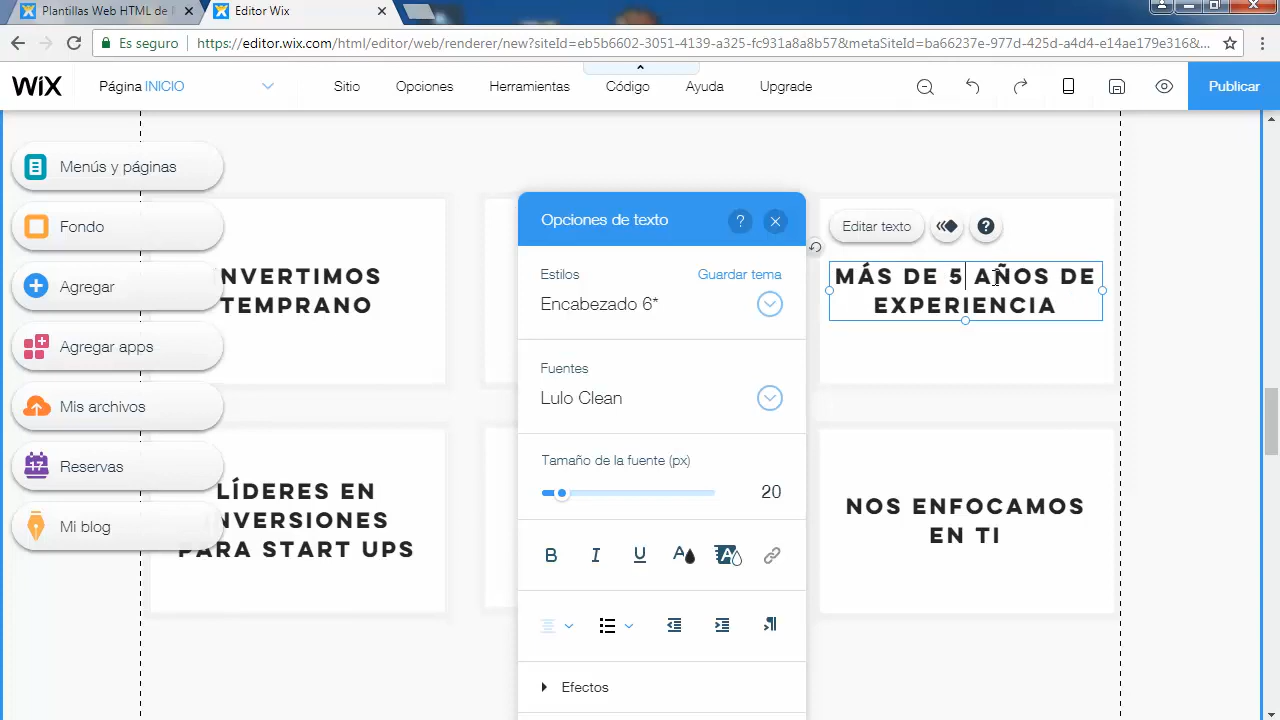 Plantillas Web HTML de
Editor Wix
Es seguro
https://editor.wix.com/html/editor/web/renderer/new?siteId=eb5b6602-3051-4139-a325-fc931a8a8b57&metaSiteId=ba66237e-977d-425d-a4d4-e14ae179e316&...
WiX
Página INICIO
Sitio
Opciones
Herramientas
Código
Ayuda
Upgrade
Publicar
Menús y páginas
Fondo
Agregar
Agregar apps
Mis archivos
17
Reservas
Mi blog
NVERTIMOS
TEMPRANO
LÍDERES EN
INVERSIONES
PARA START UPS
Opciones de texto
?
Estilos
Guardar tema
Encabezado 6*
Fuentes
Lulo Clean
Tamaño de la fuente (px)
20
B I U A A
Efectos
Editar texto
?
MÁS DE 5 AÑOS DE
EXPERIENCIA
NOS ENFOCAMOS
EN TI